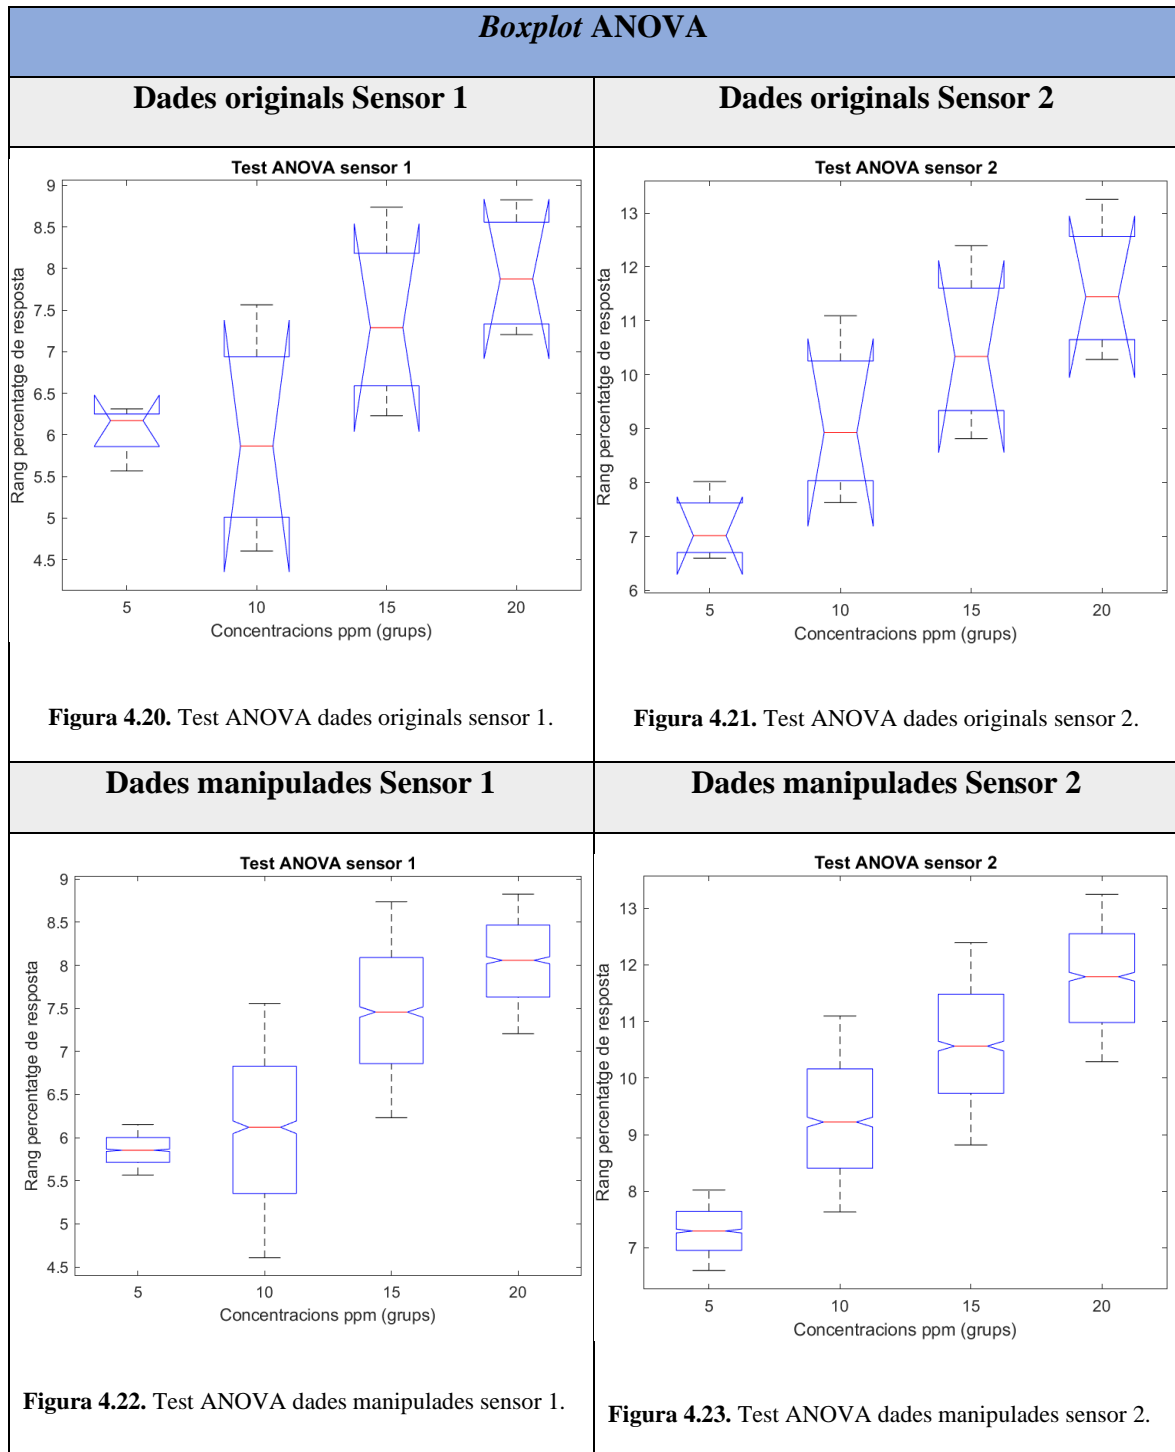 Boxplot ANOVA
Dades originals Sensor 1
Dades originals Sensor 2
Test ANOVA sensor 1
Rang percentatge de resposta
9
8.5
8
7.5
7
6.5
6
5.5
5
4.5
5 10 15 20
Concentracions ppm (grups)
Figura 4.20. Test ANOVA dades originals sensor 1.
Test ANOVA sensor 2
Rang percentatge de resposta
13
12
11
10
9
8
7
6
5 10 15 20
Concentracions ppm (grups)
Figura 4.21. Test ANOVA dades originals sensor 2.
Dades manipulades Sensor 1
Dades manipulades Sensor 2
Test ANOVA sensor 1
Rang percentatge de resposta
9
8.5
8
7.5
7
6.5
6
5.5
5
4.5
5 10 15 20
Concentracions ppm (grups)
Figura 4.22. Test ANOVA dades manipulades sensor 1.
Test ANOVA sensor 2
Rang percentatge de resposta
13
12
11
10
9
8
7
5 10 15 20
Concentracions ppm (grups)
Figura 4.23. Test ANOVA dades manipulades sensor 2.